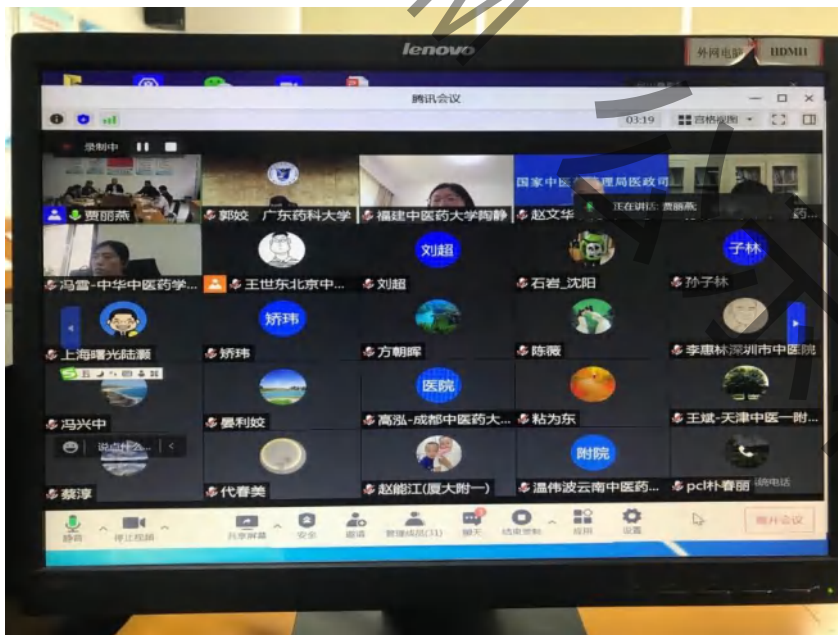 lenovo
外网电脑 HDMI1
腾讯会议
03:19 宫格视图
录制中
国家中医药管理局医政司
正在讲话: 贾丽燕;
贾丽燕
郭姣 广东药科大学
福建中医药大学陶静
赵文华
药...
冯雪-中华中医药学...
王世东北京中...
刘超
刘超
石岩_沈阳
子林
孙子林
上海曙光陆灏
矫玮
矫玮
方朝晖
陈薇
李惠林深圳市中医院
五
冯兴中
晏利姣
医院
高泓-成都中医药大...
粘为东
王斌-天津中医一附...
说点什么...
蔡淳
代春美
赵能江(厦大附一)
附院
温伟波云南中医药...
pcl朴春丽
系统电话
静音
停止视频
共享屏幕
安全
邀请
管理成员(31)
聊天
结束录制
应用
设置
离开会议